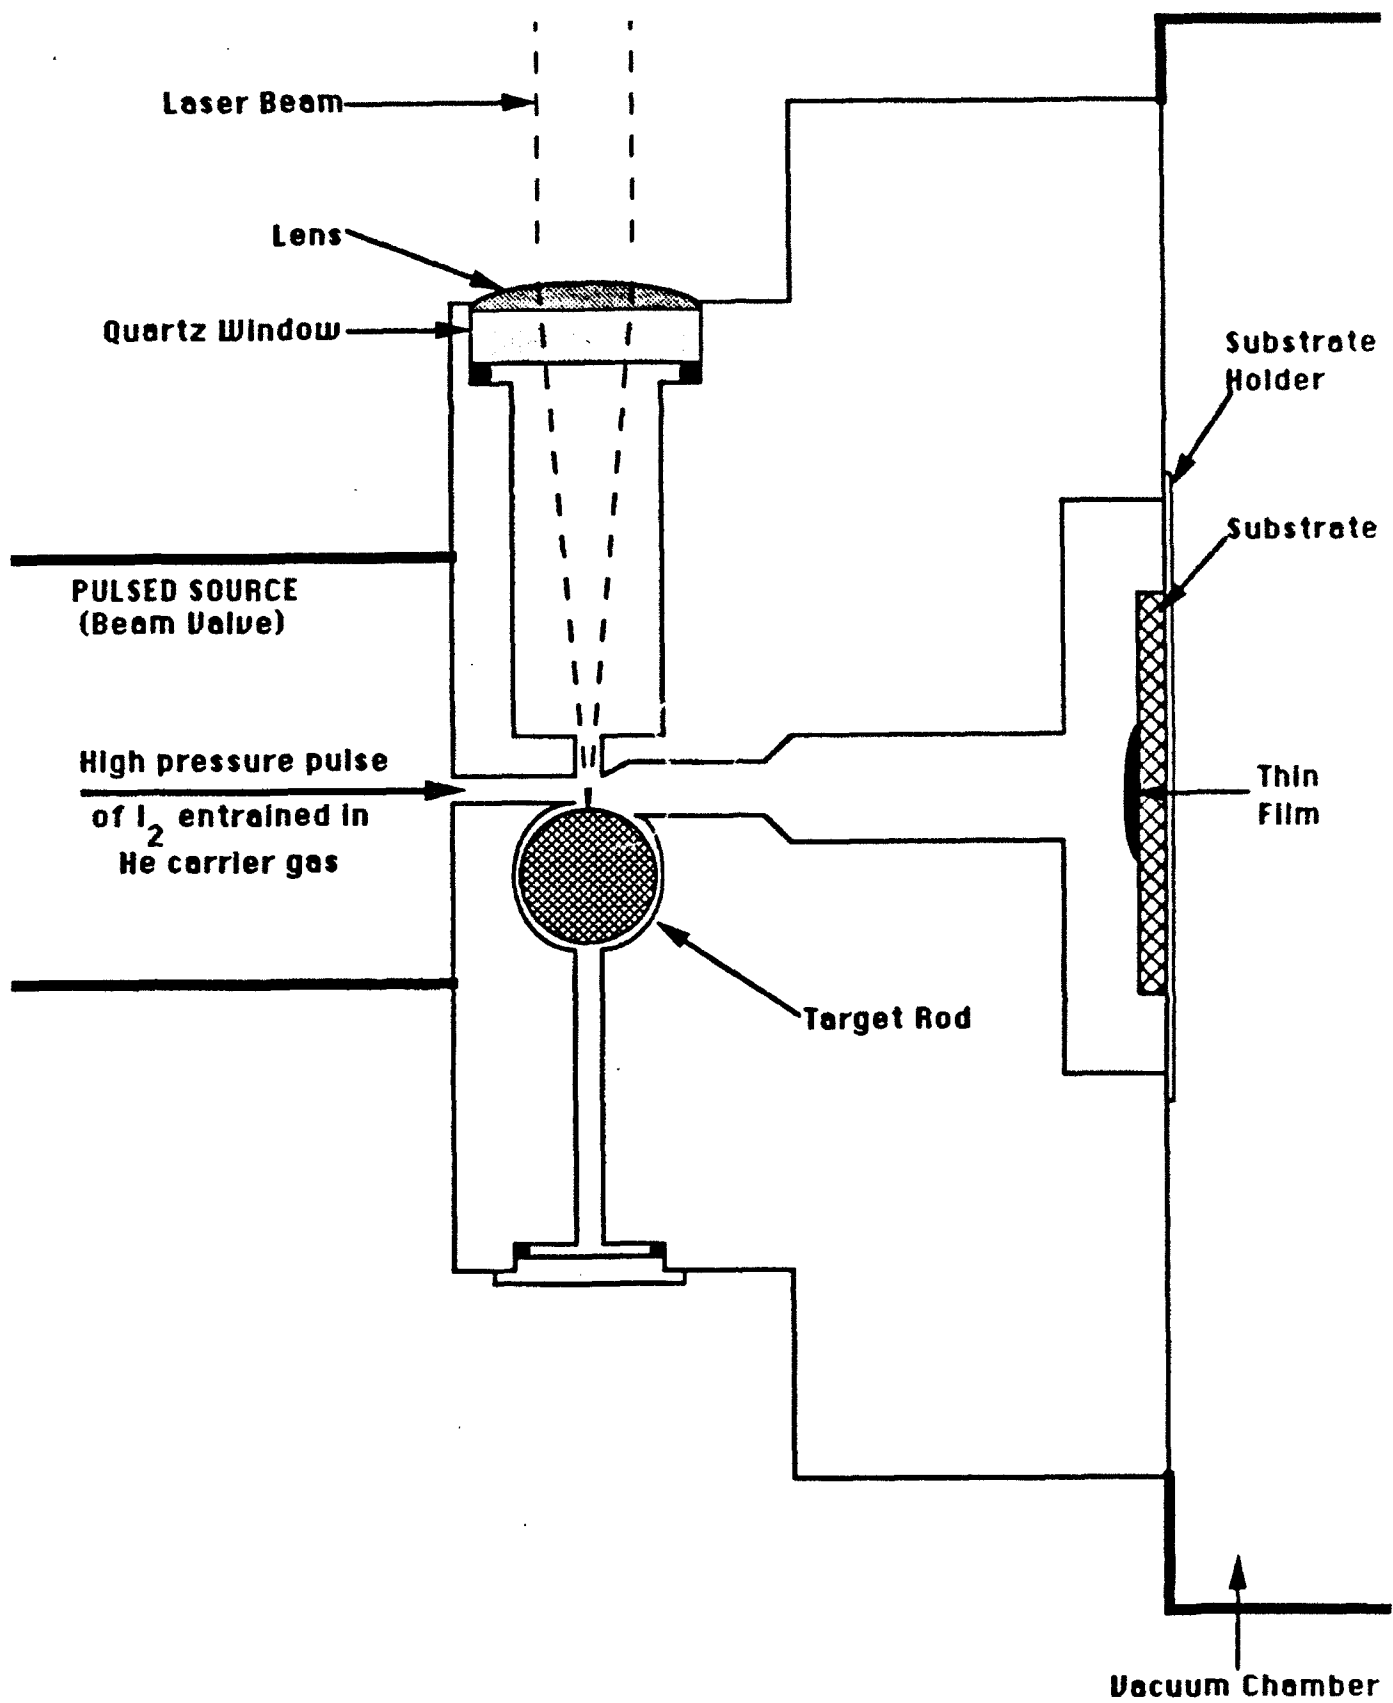 Laser Beam
Lens
Quartz Window
Substrate
Holder
Substrate
PULSED SOURCE
(Beam Valve)
High pressure pulse
of I2 entrained in
He carrier gas
Thin
Film
Target Rod
Vacuum Chamber